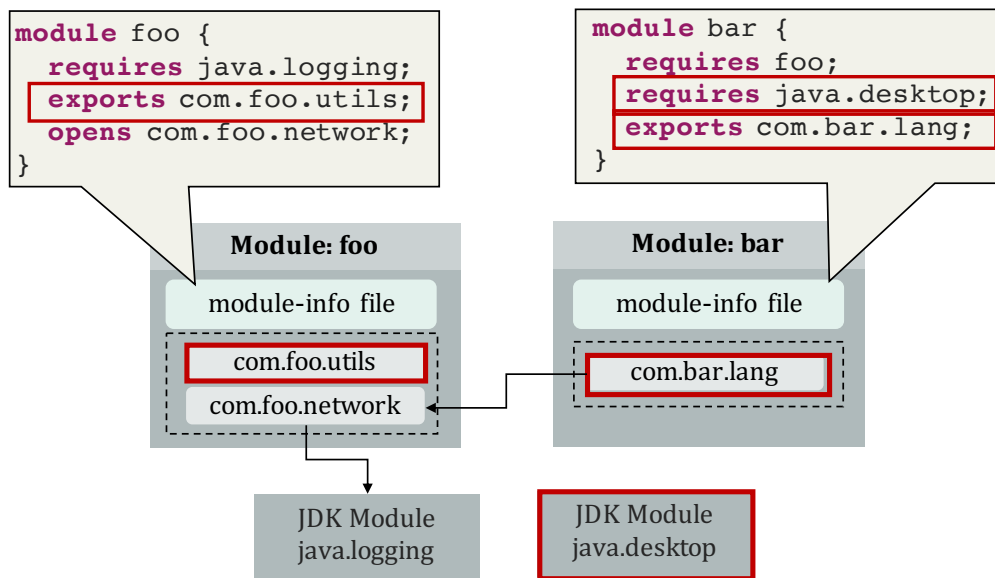 module foo {
requires java.logging;
exports com.foo.utils;
opens com.foo.network;
}
module bar {
requires foo;
requires java.desktop;
exports com.bar.lang;
}
Module: foo
module-info file
com.foo.utils
com.foo.network
Module: bar
module-info file
com.bar.lang
JDK Module
java.logging
JDK Module
java.desktop